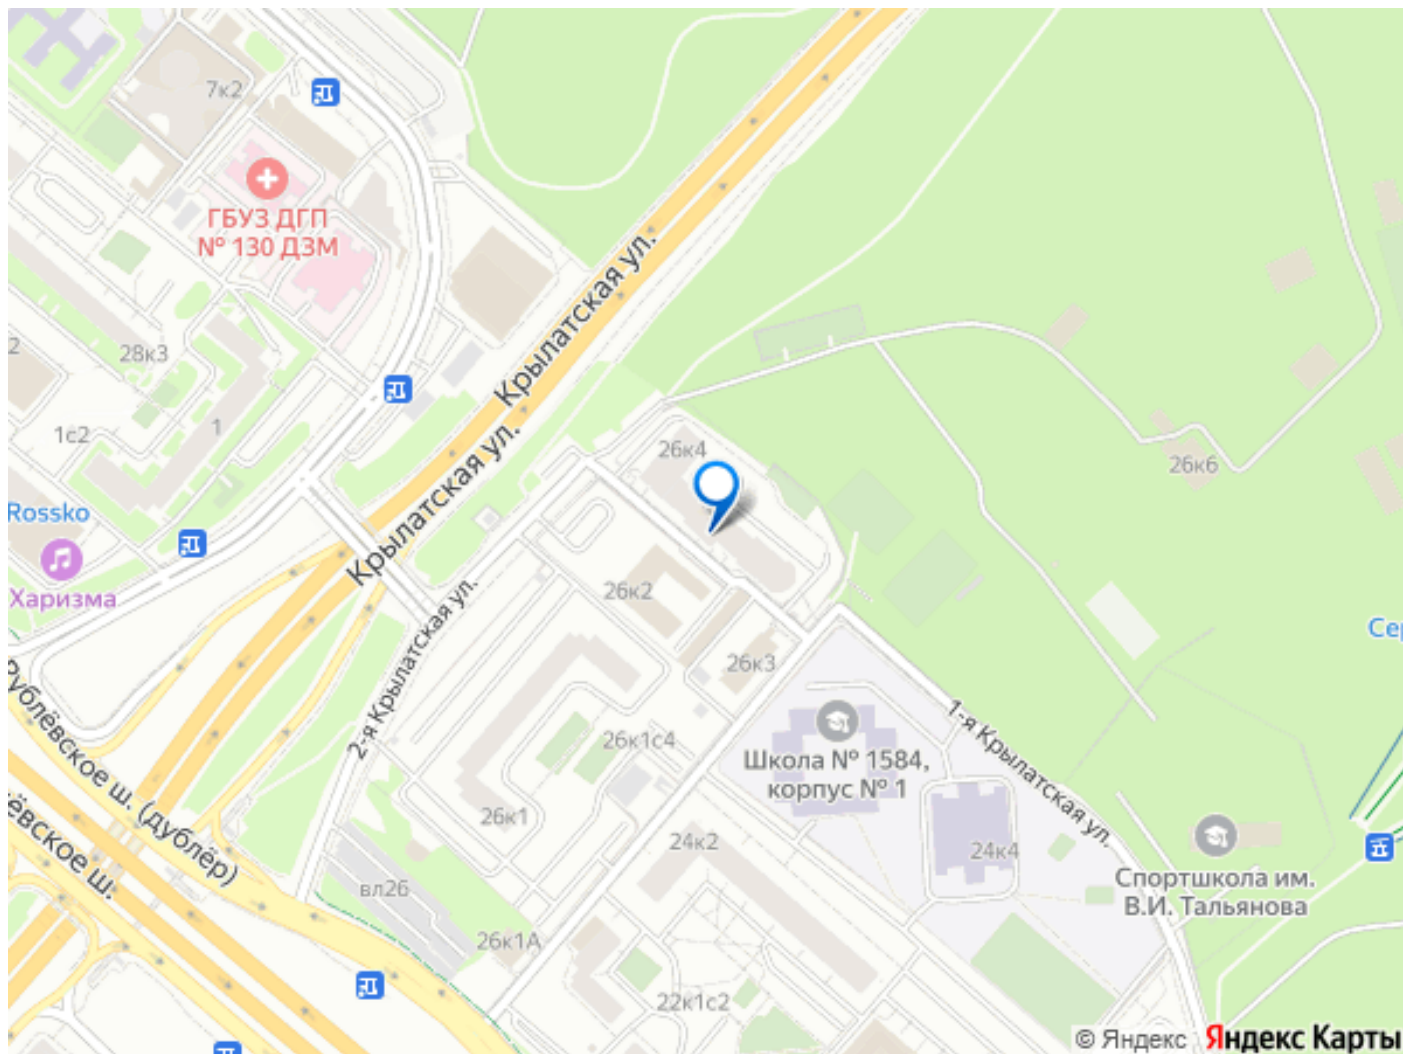 7к2
ГБУЗ ДГП
№ 130 ДЗМ
Крылатская ул.
2
28к3
1
1с2
Крылатская ул.
26к4
26к6
Rossko
Харизма
26к2
2-я Крылатская ул.
26к3
Сер
Рублёвское ш. (дублёр)
ёвское ш.
1-я Крылатская ул.
Школа № 1584,
корпус № 1
26к1с4
26к1
24к2
24к4
вл26
Спортшкола им.
В.И. Тальянова
26к1А
22к1с2
© Яндекс Яндекс Карты